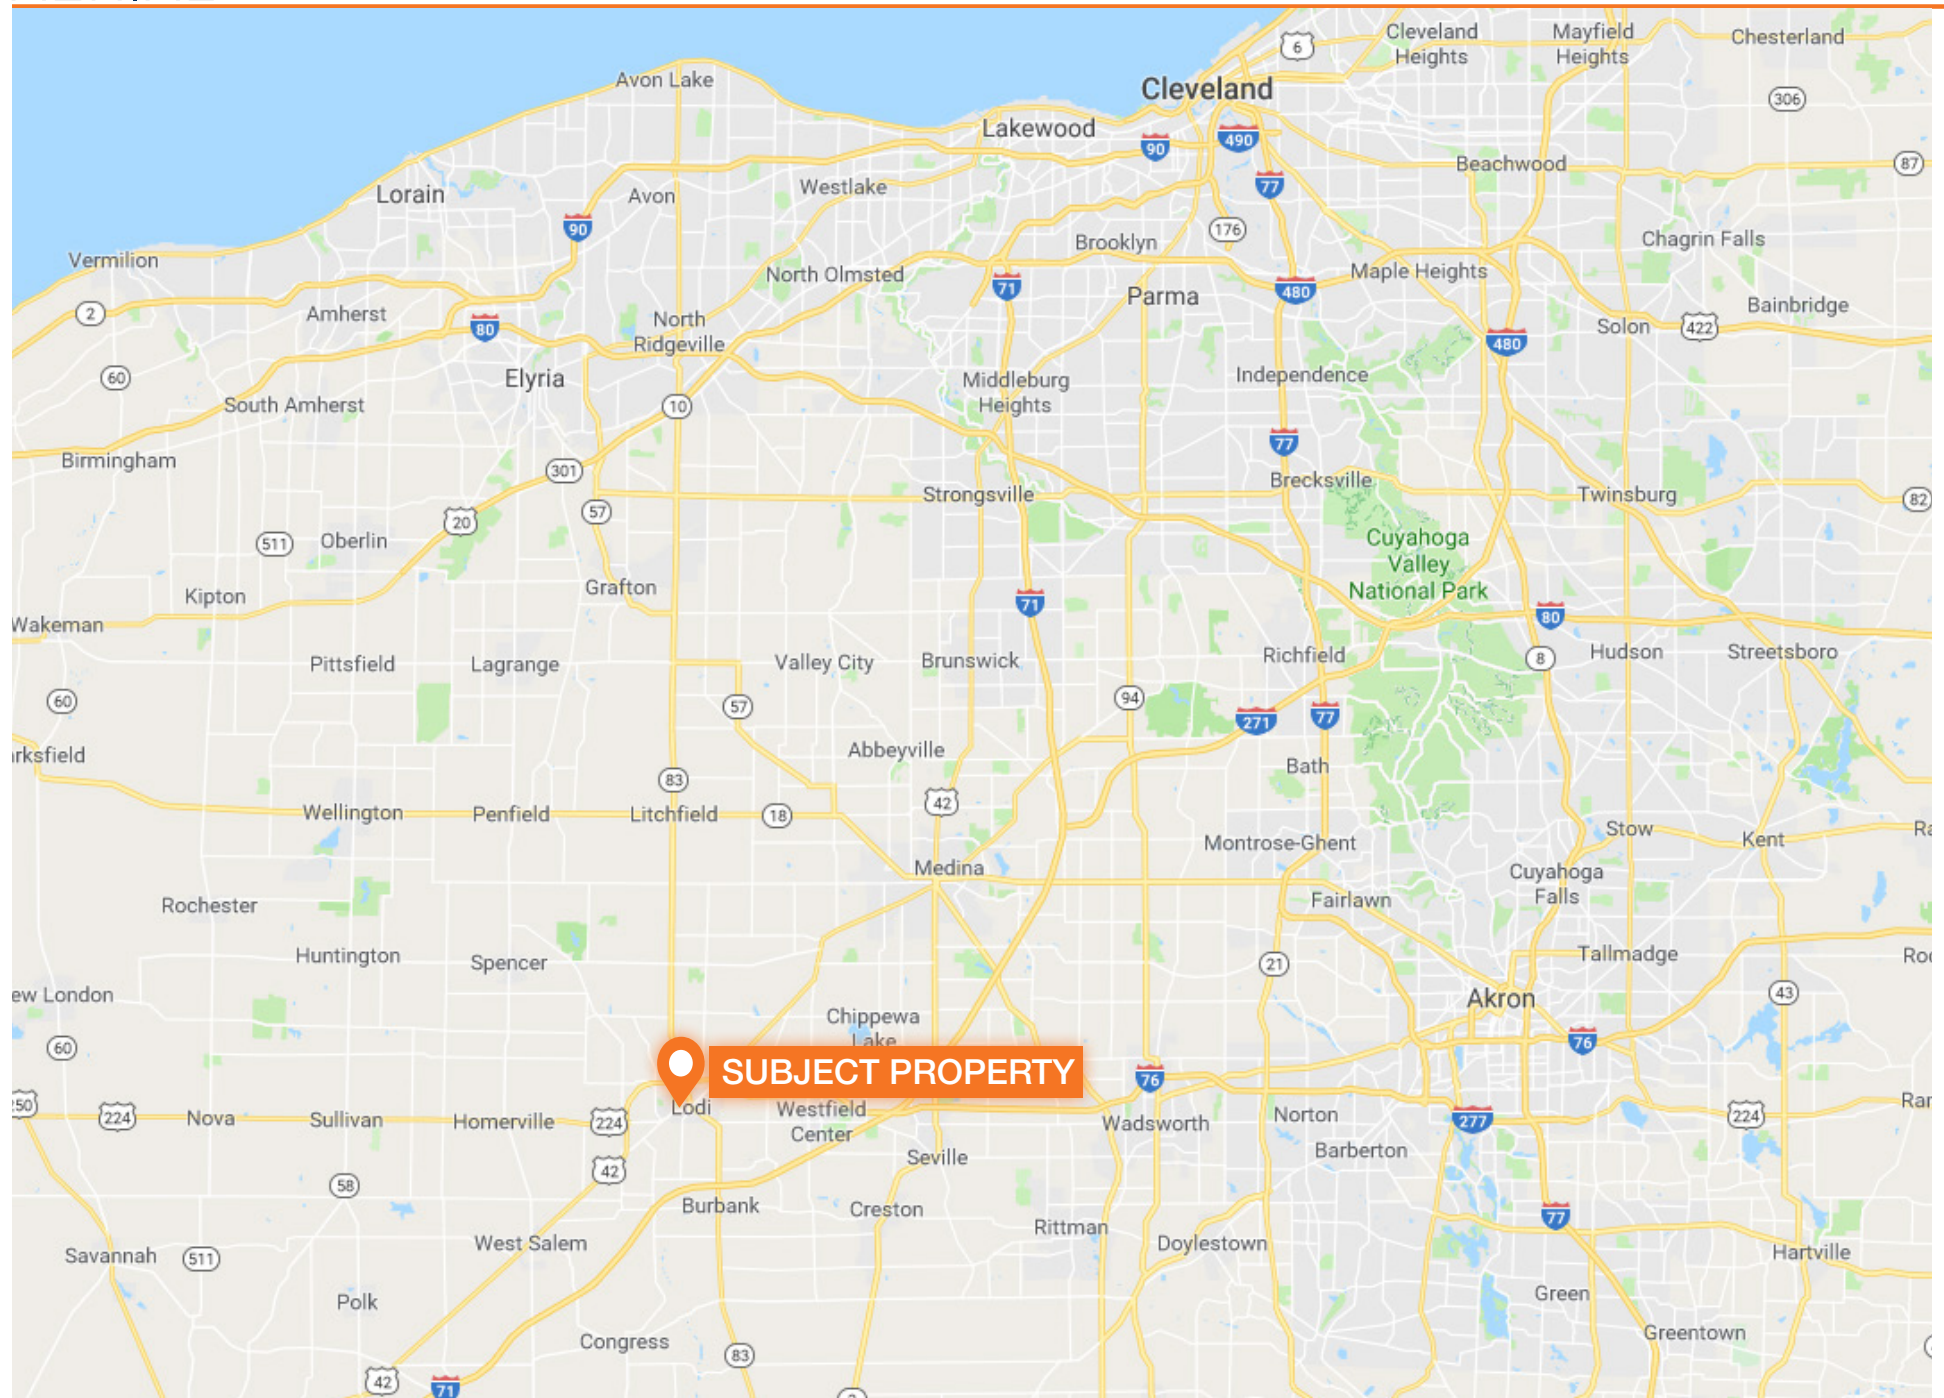 6
Cleveland
Heights
Mayfield
Heights
Chesterland
Avon Lake
Cleveland
306
Lakewood
90
490
Beachwood
87
77
Westlake
Avon
Lorain
90
176
Brooklyn
Chagrin Falls
Vermilion
North Olmsted
71
480
Maple Heights
Parma
2
Amherst
80
North
Ridgeville
Bainbridge
Solon
422
480
60
Elyria
Middleburg
Heights
Independence
South Amherst
10
77
Birmingham
301
Brecksville
Strongsville
Twinsburg
82
57
20
511
Oberlin
Cuyahoga
Valley
National Park
Grafton
Kipton
71
80
Wakeman
Pittsfield
Lagrange
Valley City
Brunswick
Richfield
8
Hudson
Streetsboro
60
57
94
271
77
rksfield
Abbeyville
Bath
83
42
Wellington
Penfield
Litchfield
18
Montrose-Ghent
Stow
Kent
Medina
Cuyahoga
Falls
Rochester
Fairlawn
Huntington
Spencer
21
Tallmadge
ew London
Akron
43
Chippewa
Lake
60
76
SUBJECT PROPERTY
76
50
224
Nova
Sullivan
Homerville
224
Lodi
Westfield
Center
Wadsworth
Norton
277
224
Barberton
42
Seville
58
Burbank
Creston
Rittman
77
Savannah
511
West Salem
Doylestown
Hartville
Polk
Green
Congress
83
Greentown
42
71